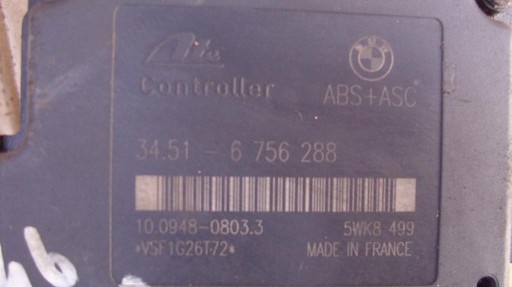 Ate
Controller ABS+ASC
34.51 - 6 756 288
10.0948-0803.3 5WK8 499
*VSF1G26T72* MADE IN FRANCE